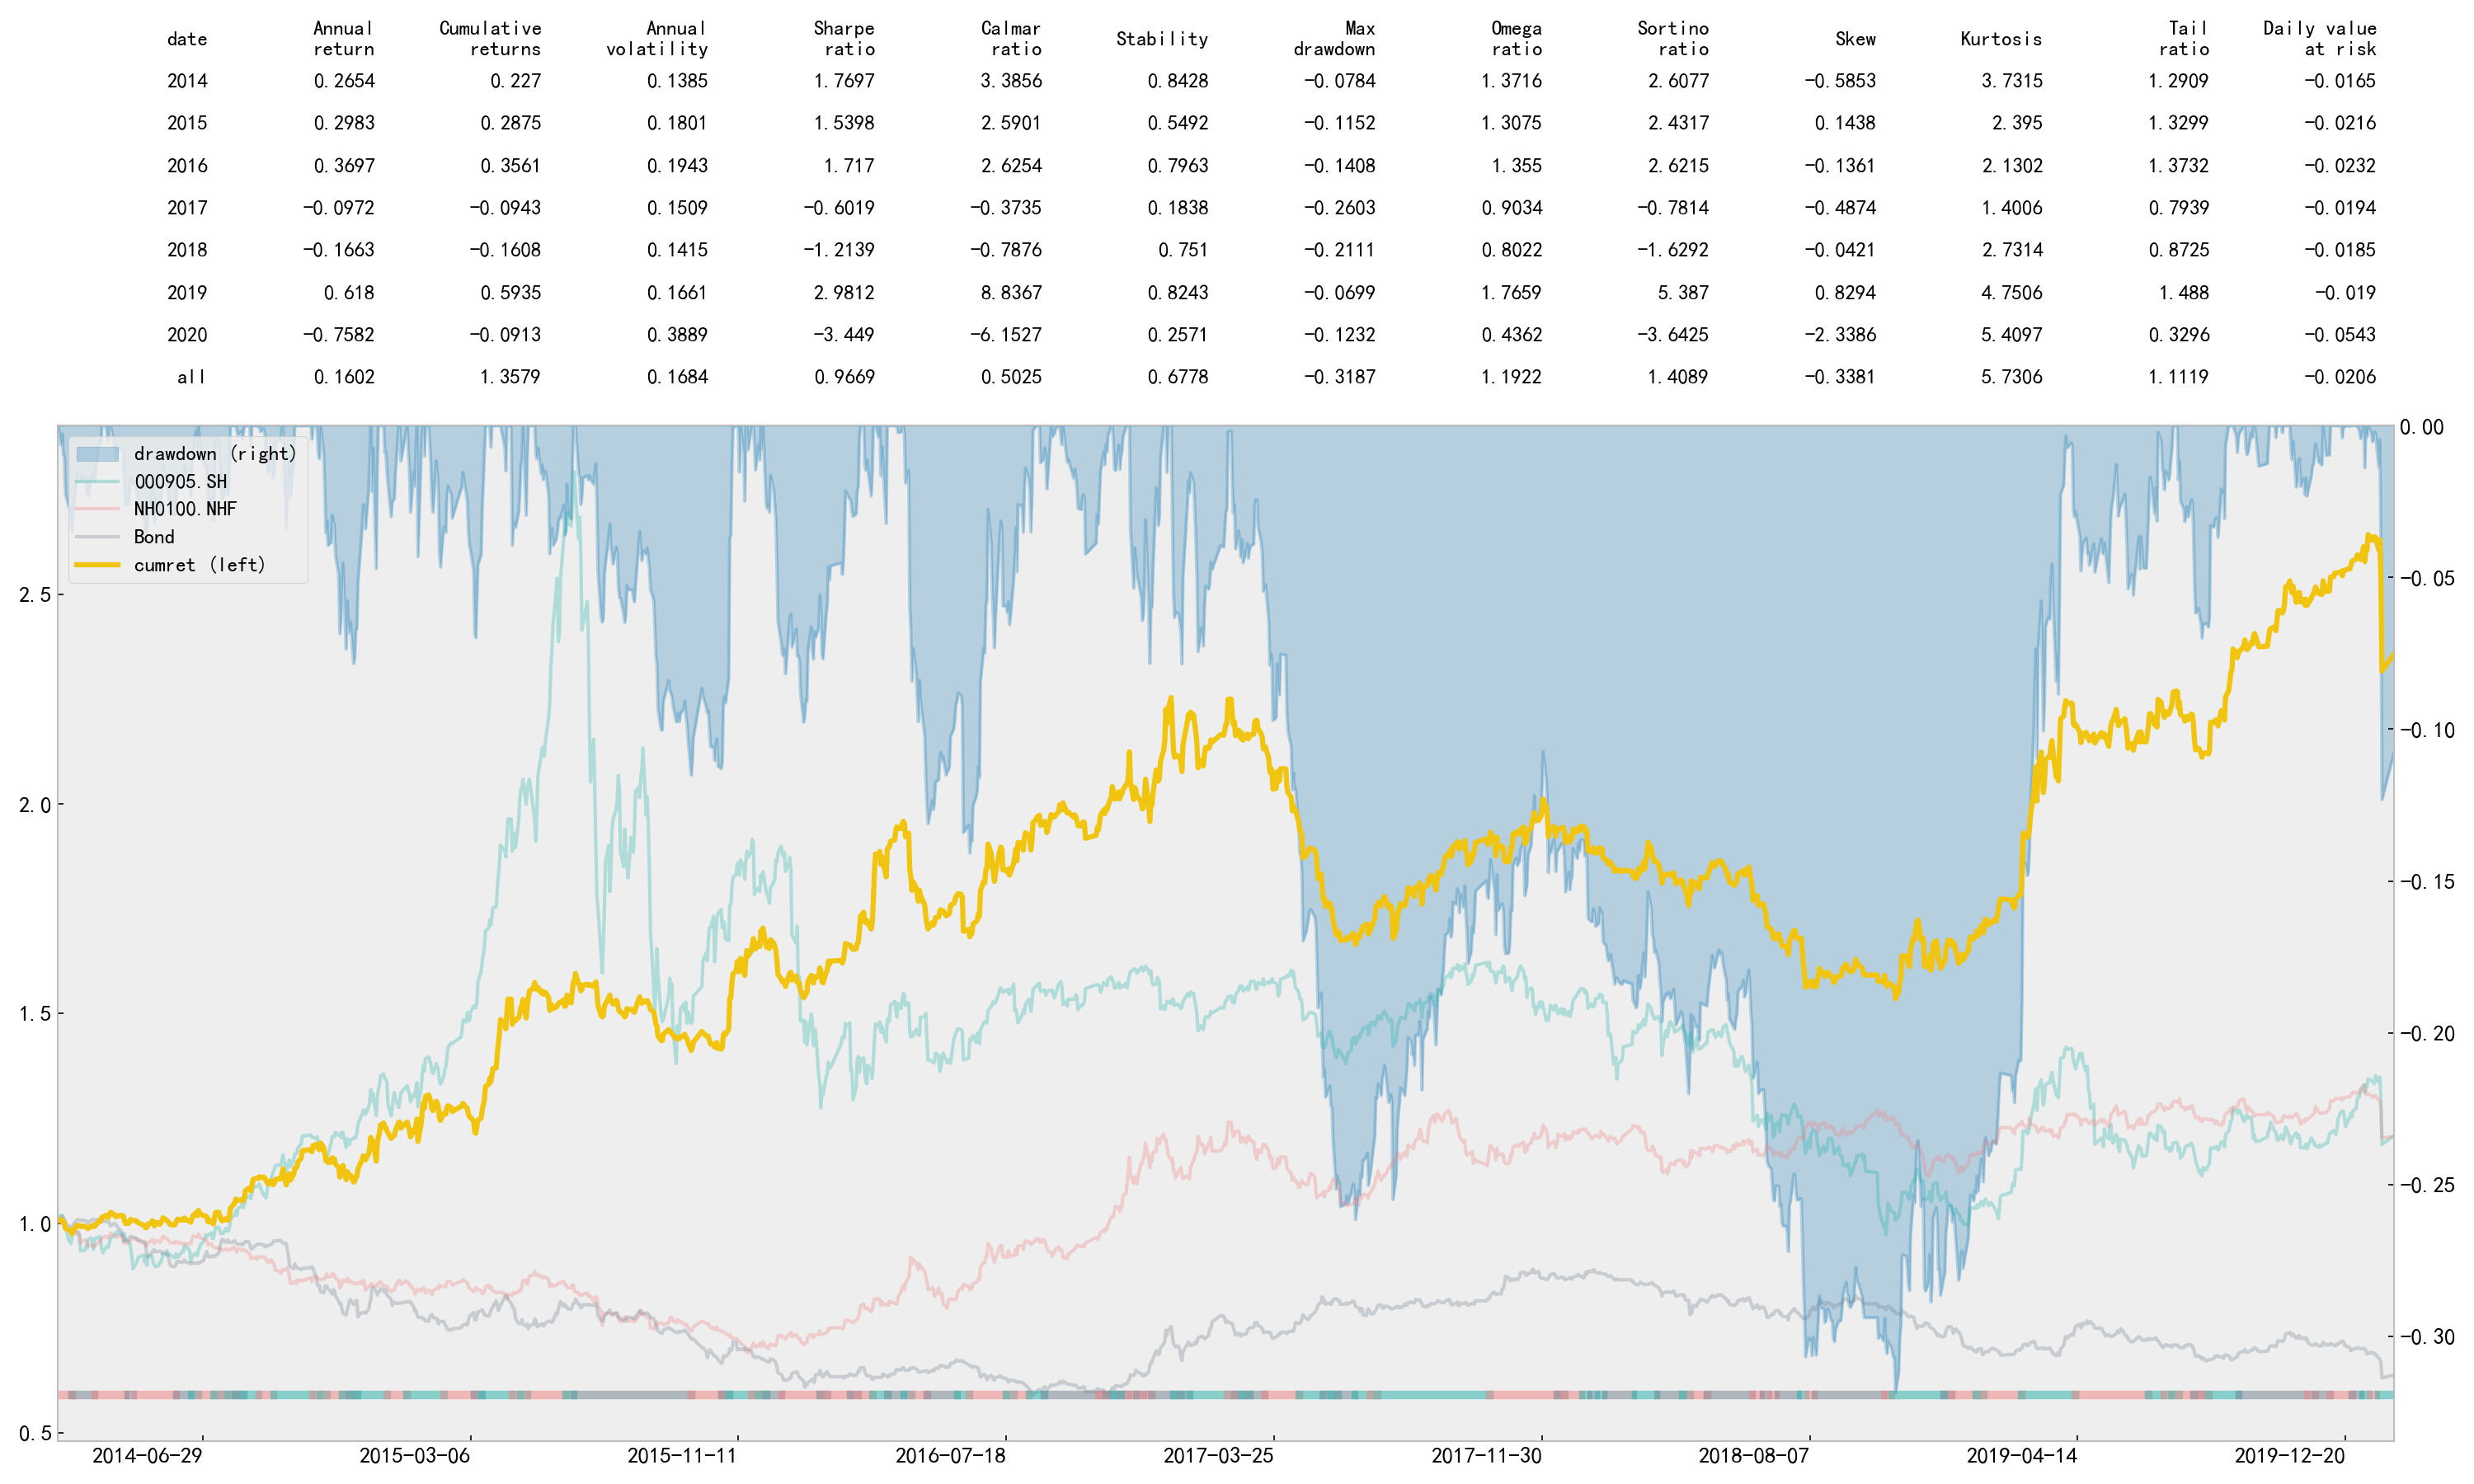 date Annual return Cumulative returns Annual volatility Sharpe ratio Calmar ratio Stability Max drawdown Omega ratio Sortino ratio Skew Kurtosis Tail ratio Daily value at risk
2014 0.2654 0.227 0.1385 1.7697 3.3856 0.8428 −0.0784 1.3716 2.6077 −0.5853 3.7315 1.2909 −0.0165
2015 0.2983 0.2875 0.1801 1.5398 2.5901 0.5492 −0.1152 1.3075 2.4317 0.1438 2.395 1.3299 −0.0216
2016 0.3697 0.3561 0.1943 1.717 2.6254 0.7963 −0.1408 1.355 2.6215 −0.1361 2.1302 1.3732 −0.0232
2017 −0.0972 −0.0943 0.1509 −0.6019 −0.3735 0.1838 −0.2603 0.9034 −0.7814 −0.4874 1.4006 0.7939 −0.0194
2018 −0.1663 −0.1608 0.1415 −1.2139 −0.7876 0.751 −0.2111 0.8022 −1.6292 −0.0421 2.7314 0.8725 −0.0185
2019 0.618 0.5935 0.1661 2.9812 8.8367 0.8243 −0.0699 1.7659 5.387 0.8294 4.7506 1.488 −0.019
2020 −0.7582 −0.0913 0.3889 −3.449 −6.1527 0.2571 −0.1232 0.4362 −3.6425 −2.3386 5.4097 0.3296 −0.0543
all 0.1602 1.3579 0.1684 0.9669 0.5025 0.6778 −0.3187 1.1922 1.4089 −0.3381 5.7306 1.1119 −0.0206
drawdown (right)
000905.SH
NH0100.NHF
Bond
cumret (left)
2.5
2.0
1.5
1.0
0.5
0.00
−0.05
−0.10
−0.15
−0.20
−0.25
−0.30
2014-06-29 2015-03-06 2015-11-11 2016-07-18 2017-03-25 2017-11-30 2018-08-07 2019-04-14 2019-12-20